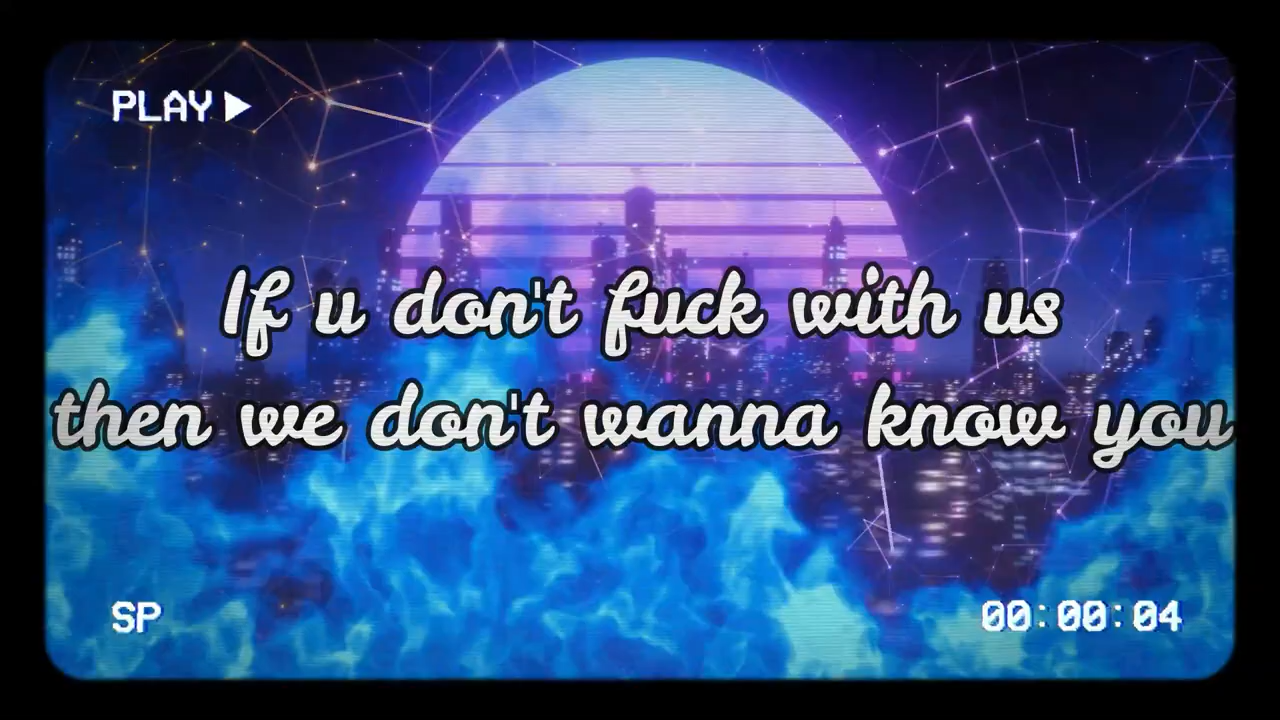 PLAY
If u don't fuck with us
then we don't wanna know you
SP
00:00:04